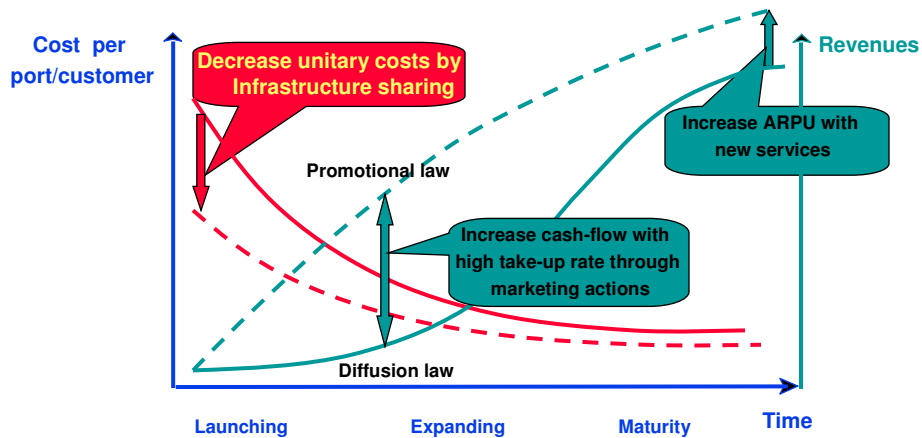 Cost per
port/customer
Revenues
Decrease unitary costs by
Infrastructure sharing
Increase ARPU with
new services
Promotional law
Increase cash-flow with
high take-up rate through
marketing actions
Diffusion law
Time
Launching
Expanding
Maturity